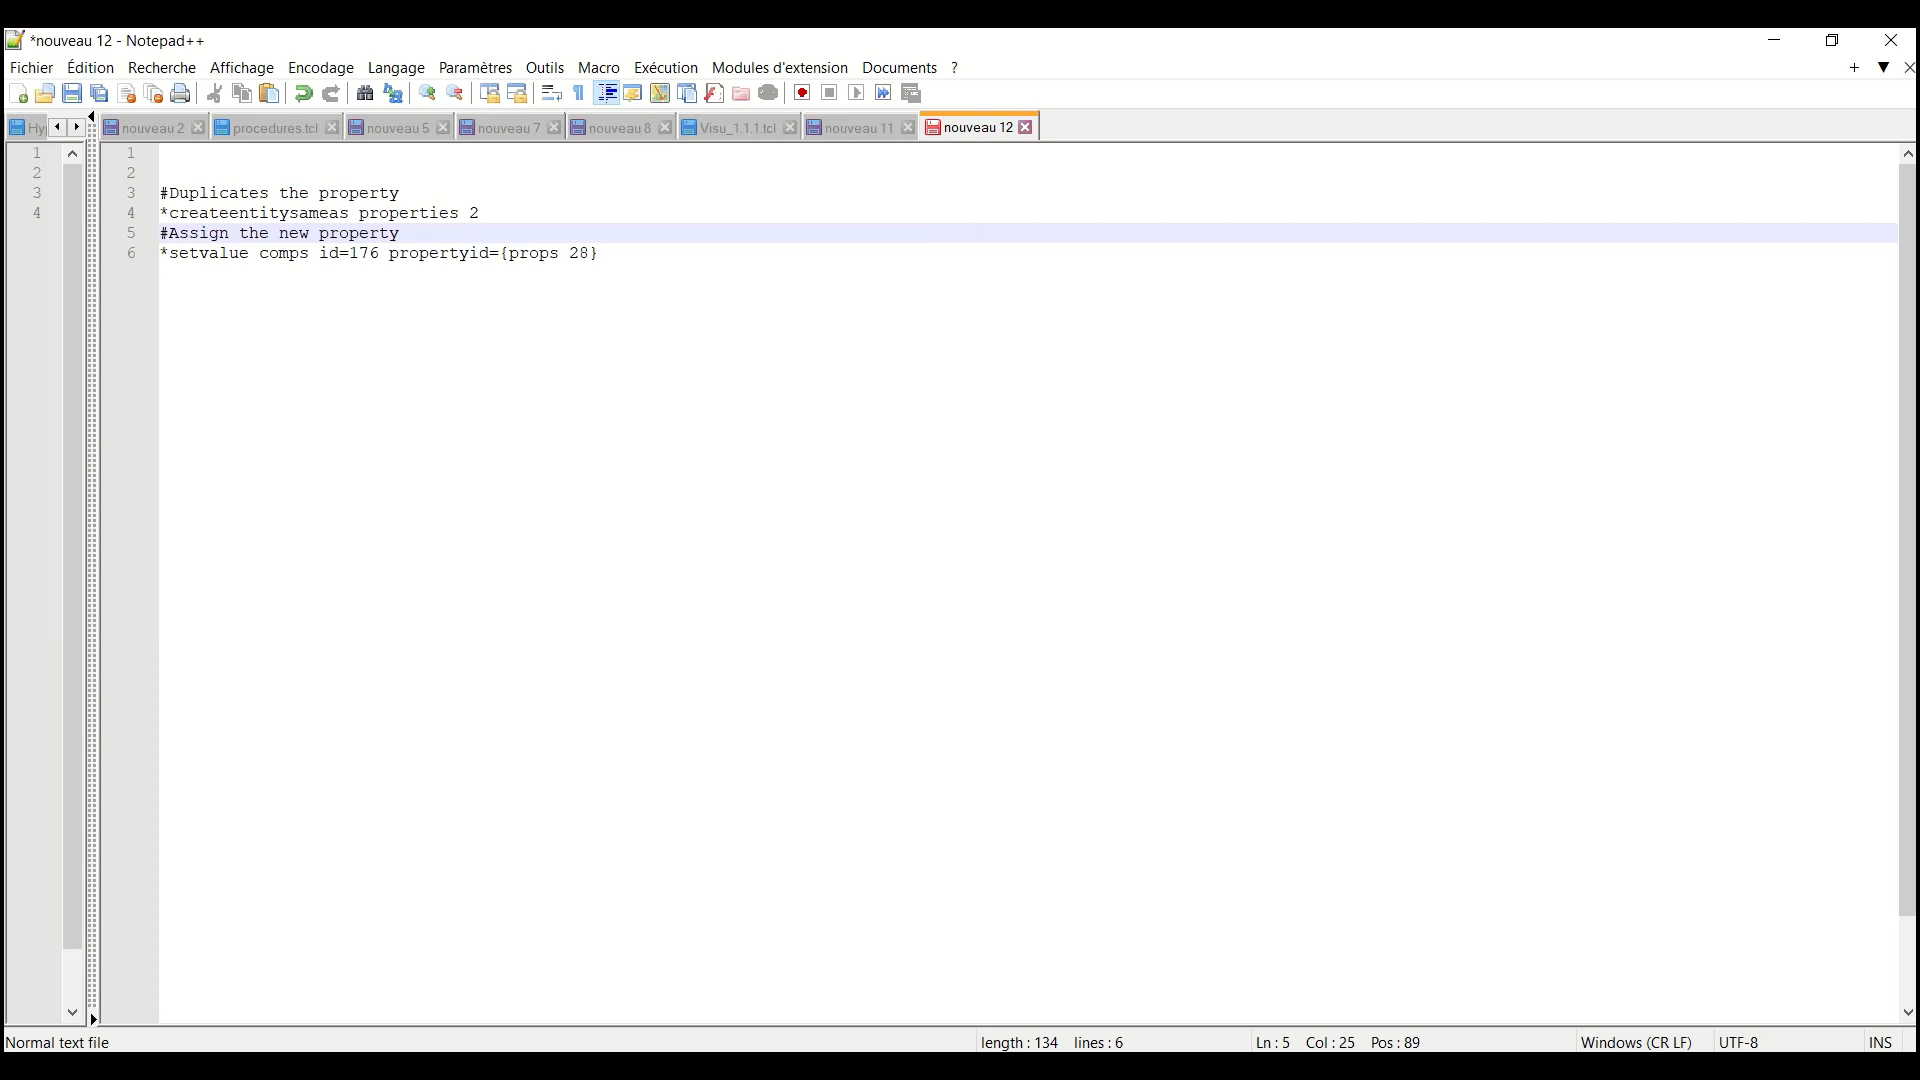 *nouveau 12 - Notepad++
Fichier Édition Recherche Affichage Encodage Langage Paramètres Outils Macro Exécution Modules d'extension Documents ?
Hy nouveau 2 procedures.tcl nouveau 5 nouveau 7 nouveau 8 Visu_1.1.1.tcl nouveau 11 nouveau 12
1 1
2 2
3 3 #Duplicates the property
4 4 *createentitysameas properties 2
5 #Assign the new property
6 *setvalue comps id=176 propertyid={props 28}
Normal text file length : 134 lines : 6 Ln : 5 Col : 25 Pos : 89 Windows (CR LF) UTF-8 INS